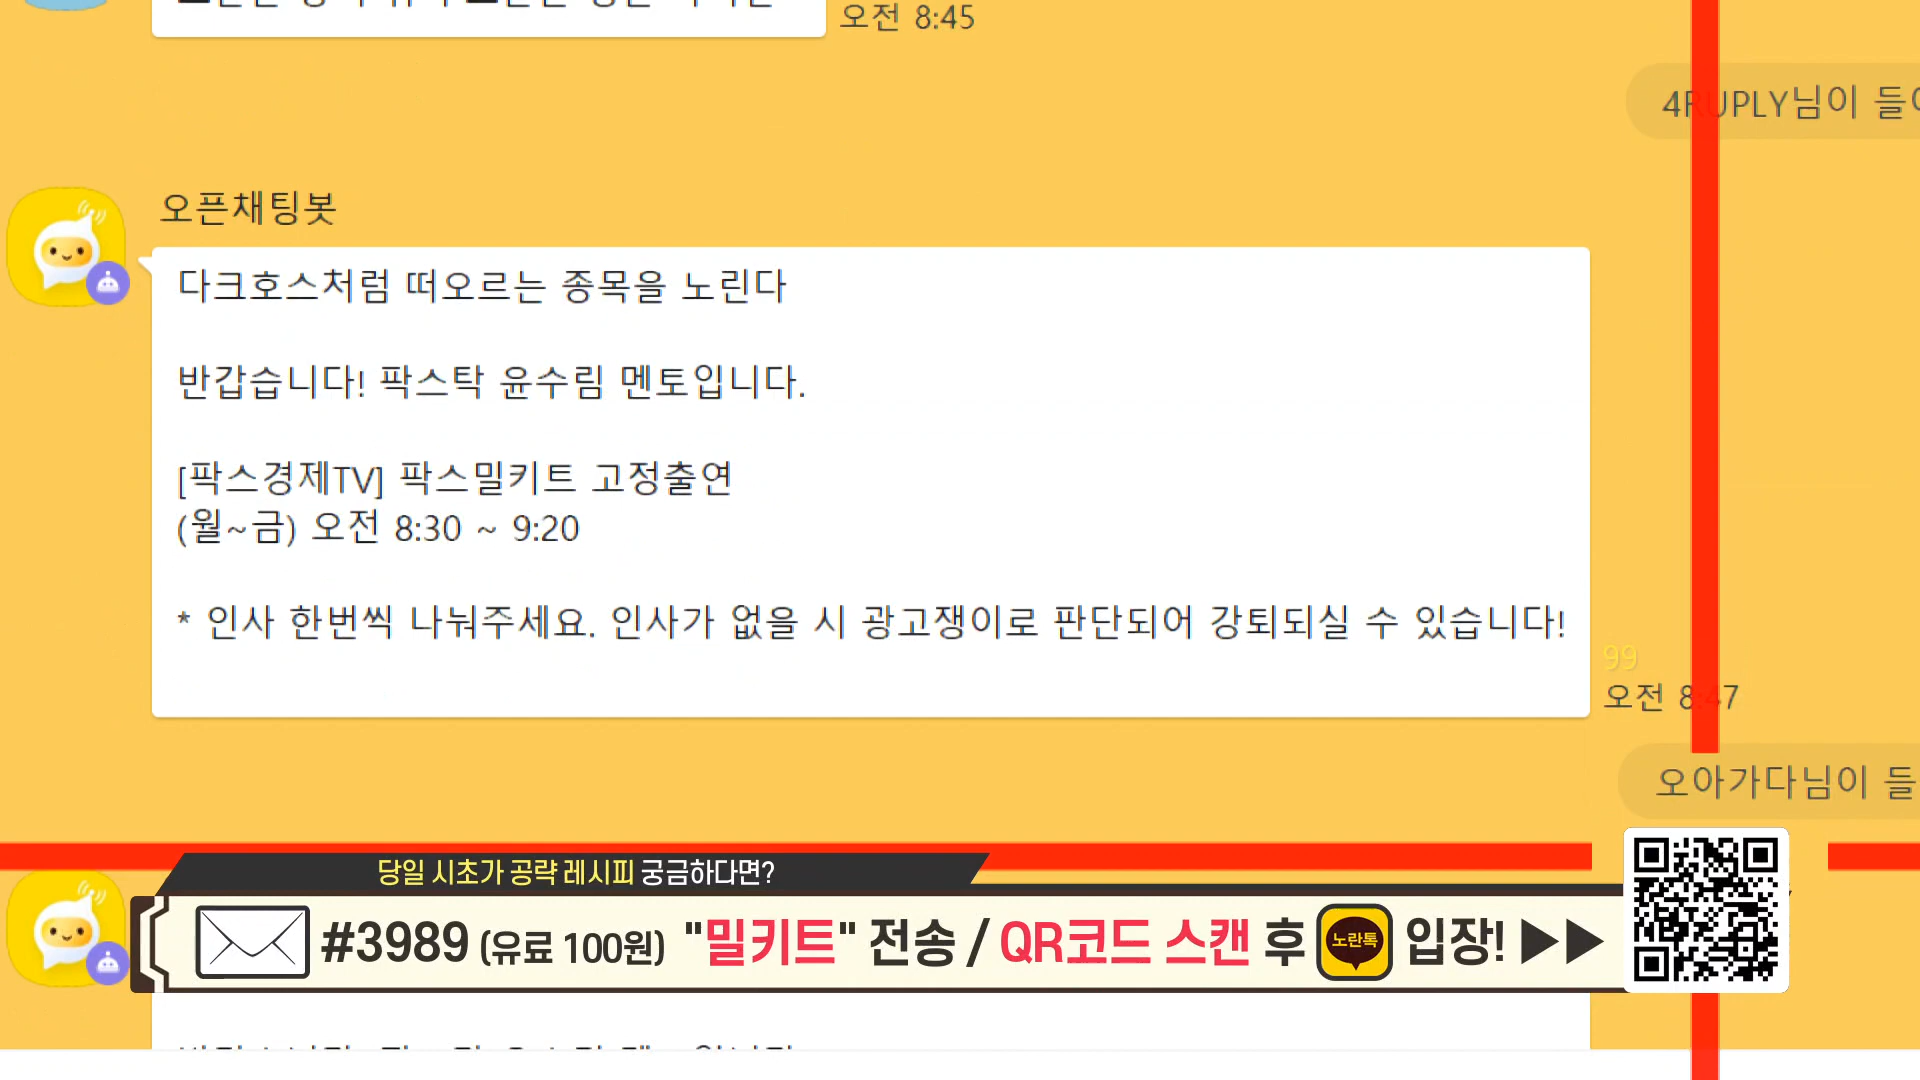 오전 8:45
4RUPLY님이
오픈채팅봇
다크호스처럼 떠오르는 종목을 노린다
반갑습니다! 팍스탁 윤수림 멘토입니다.
[팍스경제TV] 팍스밀키트 고정출연
(월~금) 오전 8:30 ~ 9:20
* 인사 한번씩 나눠주세요. 인사가 없을 시 광고쟁이로 판단되어 강퇴되실 수 있습니다!
99
오전 8:47
오아가다님이 들
당일 시초가 공략 레시피 궁금하다면?
#3989 (유료 100원) "밀키트" 전송 / QR코드 스캔 후 노란톡 입장! ▶▶